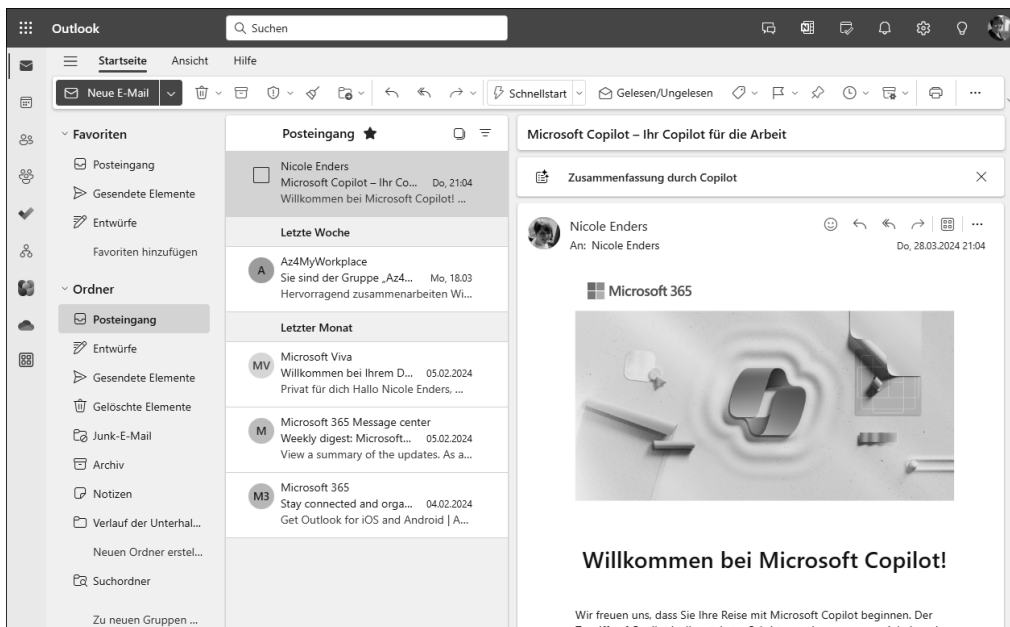 Outlook
Suchen
Startseite Ansicht Hilfe
Neue E-Mail Schnellstart Gelesen/Ungelesen
Favoriten
Posteingang
Gesendete Elemente
Entwürfe
Favoriten hinzufügen
Ordner
Posteingang
Entwürfe
Gesendete Elemente
Gelöschte Elemente
Junk-E-Mail
Archiv
Notizen
Verlauf der Unterhal...
Neuen Ordner erstel...
Suchordner
Zu neuen Gruppen ...
Posteingang
Nicole Enders
Microsoft Copilot – Ihr Co... Do, 21:04
Willkommen bei Microsoft Copilot! ...
Letzte Woche
A
Az4MyWorkplace
Sie sind der Gruppe „Az4... Mo, 18.03
Hervorragend zusammenarbeiten Wi...
Letzter Monat
MV
Microsoft Viva
Willkommen bei Ihrem D... 05.02.2024
Privat für dich Hallo Nicole Enders, ...
M
Microsoft 365 Message center
Weekly digest: Microsoft... 05.02.2024
View a summary of the updates. As a...
M3
Microsoft 365
Stay connected and orga... 04.02.2024
Get Outlook for iOS and Android | A...
Microsoft Copilot – Ihr Copilot für die Arbeit
Zusammenfassung durch Copilot
Nicole Enders
An: Nicole Enders
Do, 28.03.2024 21:04
Microsoft 365
Willkommen bei Microsoft Copilot!
Wir freuen uns, dass Sie Ihre Reise mit Microsoft Copilot beginnen. Der